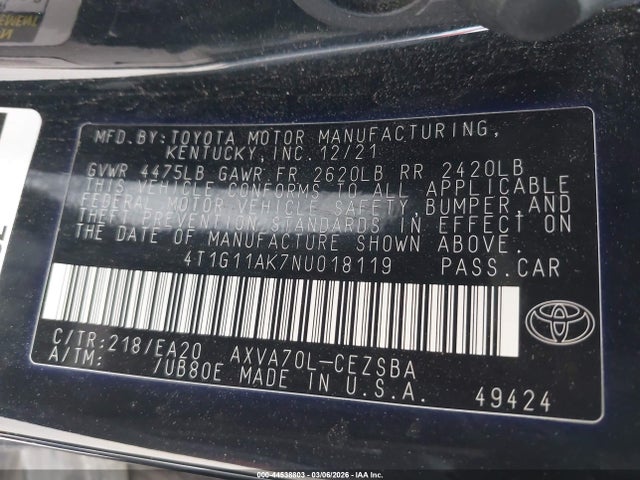 MFD.BY:TOYOTA MOTOR MANUFACTURING,
KENTUCKY,INC.12/21
GVWR 4475LB GAWR FR 2620LB RR 2420LB
THIS VEHICLE CONFORMS TO ALL APPLICABLE
FEDERAL MOTOR VEHICLE SAFETY,BUMPER,AND
THEFT PREVENTION STANDARDS IN EFFECT ON
THE DATE OF MANUFACTURE SHOWN ABOVE.
4T1G11AK7NU018119 PASS.CAR
C/TR:218/EA20 AXVA70L-CEZSBA
A/TM: /UB80E MADE IN U.S.A.
49424
000-44538803 - 03/06/2026 - IAA Inc.